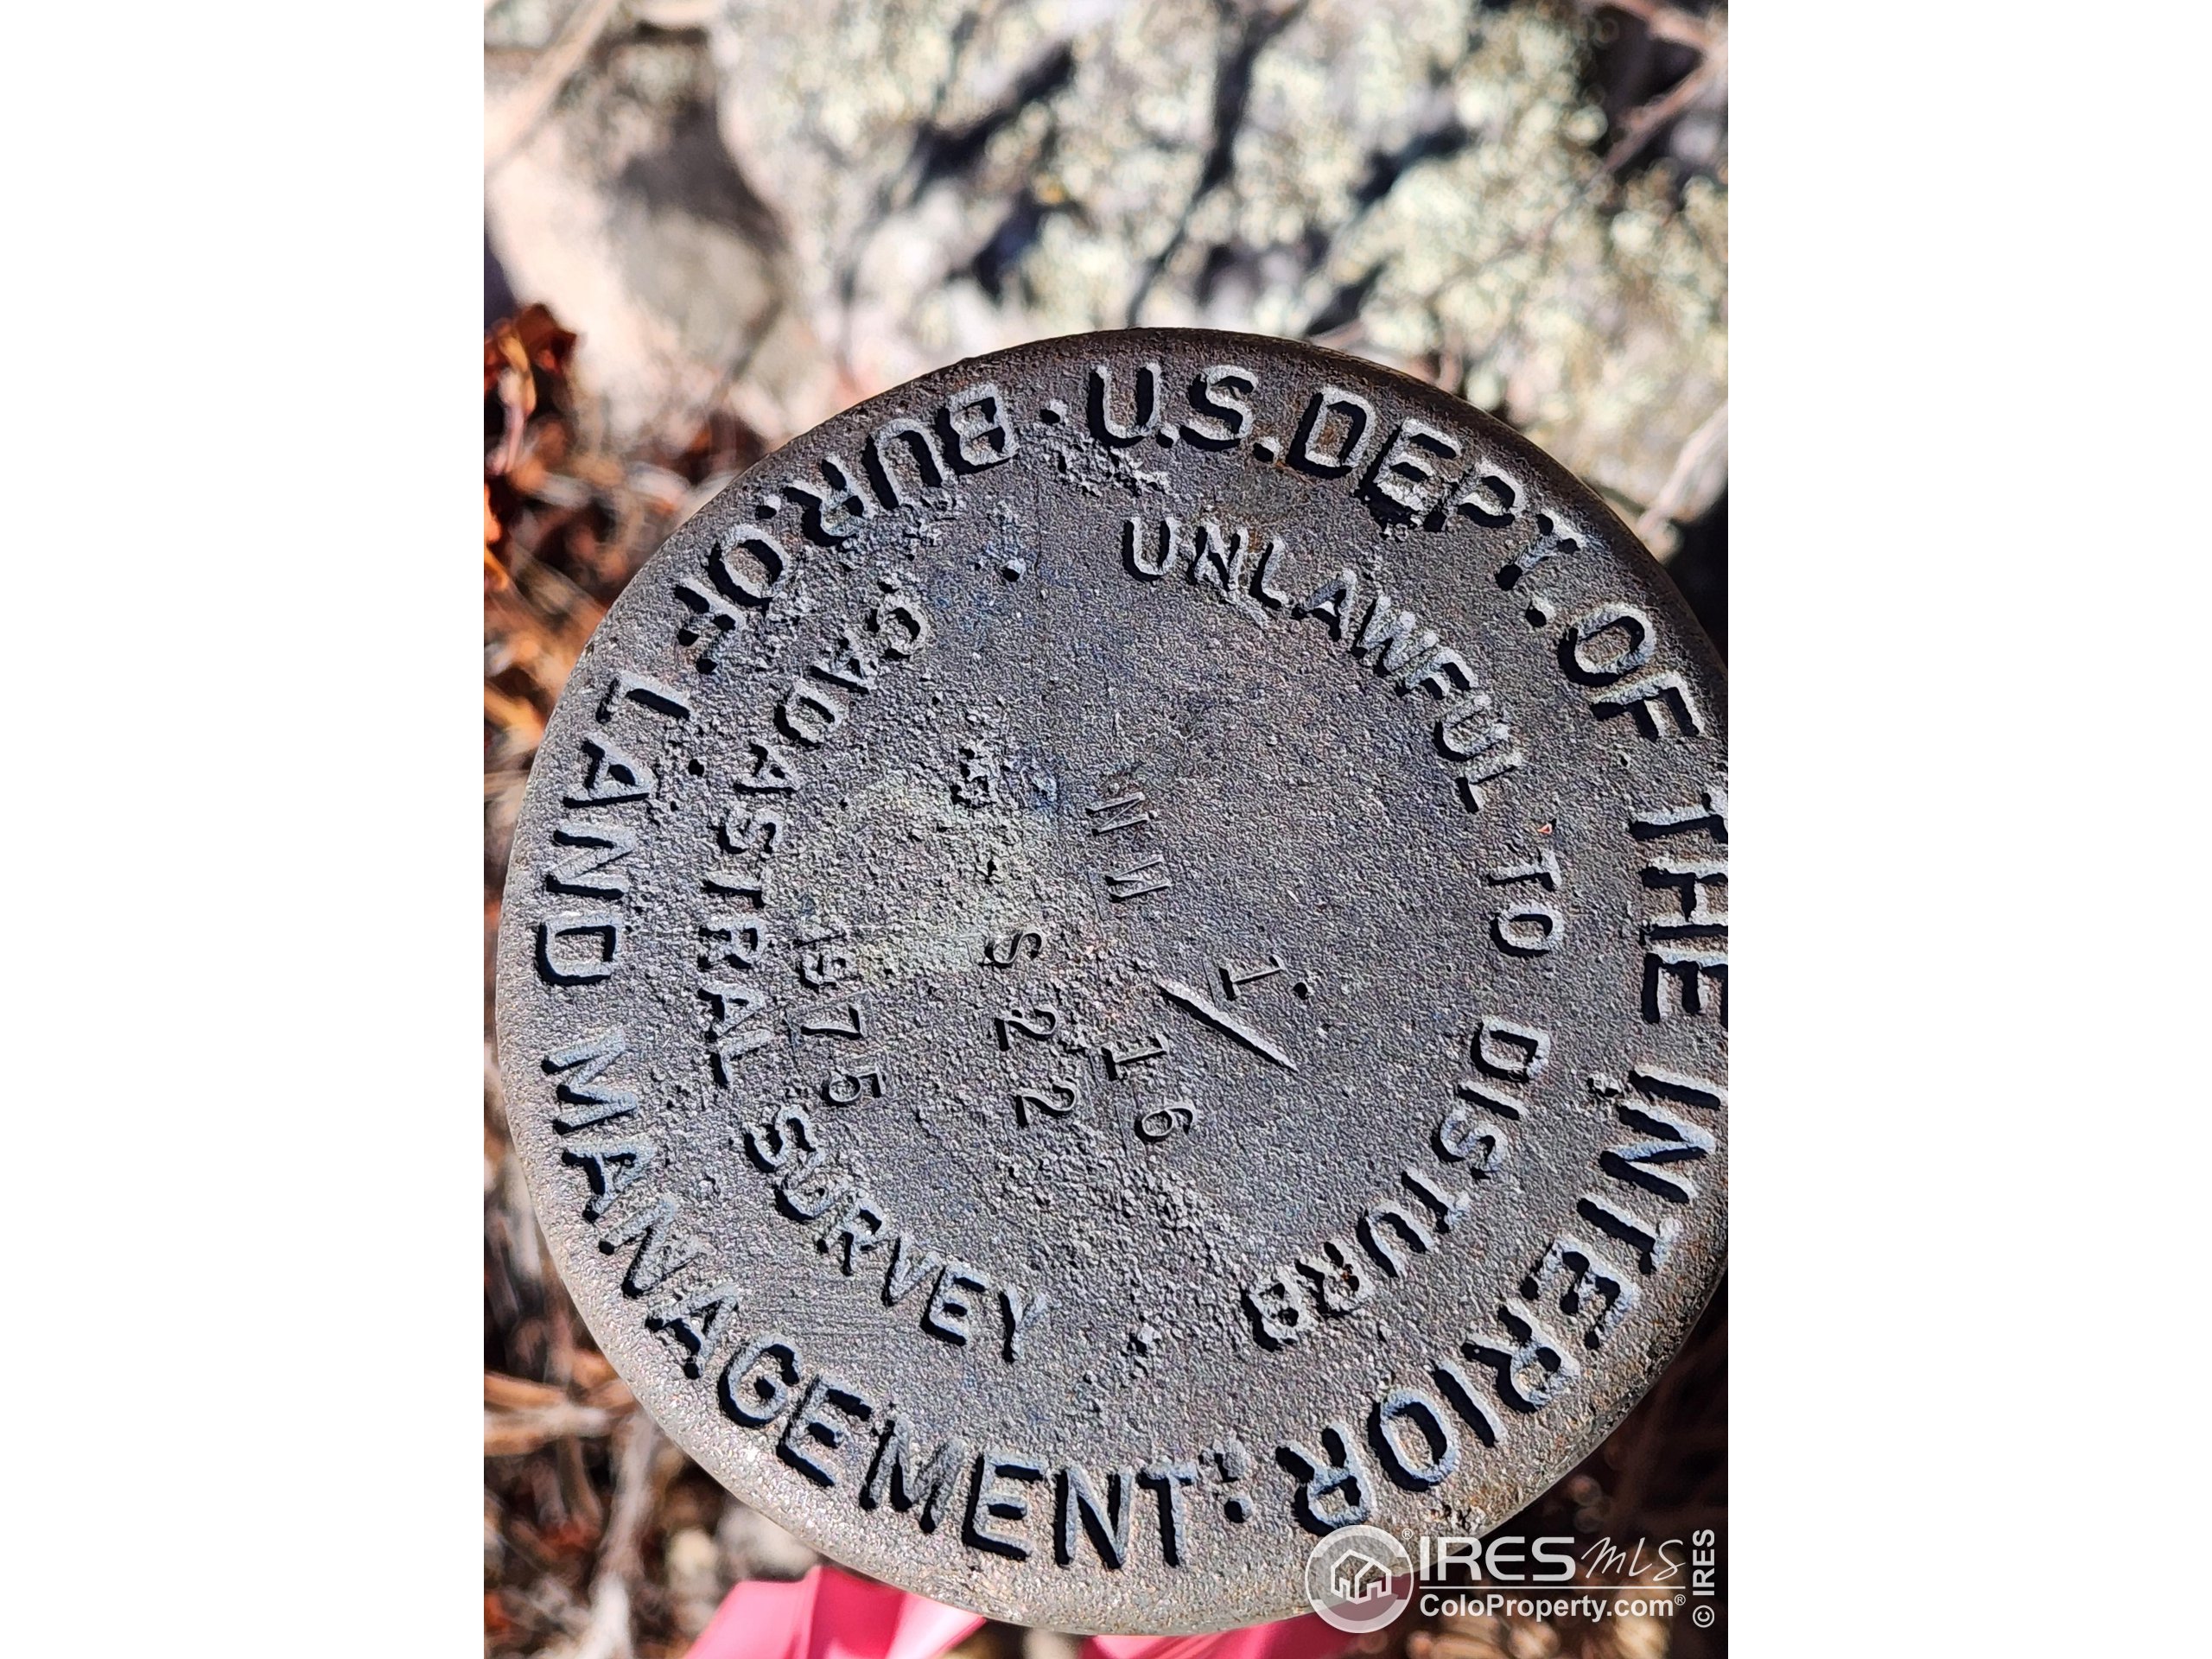 U.S. DEPT. OF THE INTERIOR
UNLAWFUL TO DISTURB
NW
1
/
16
S 22
1975
CADASTRAL SURVEY
BUR. OF LAND MANAGEMENT
IRES MLS
ColoProperty.com®
© IRES